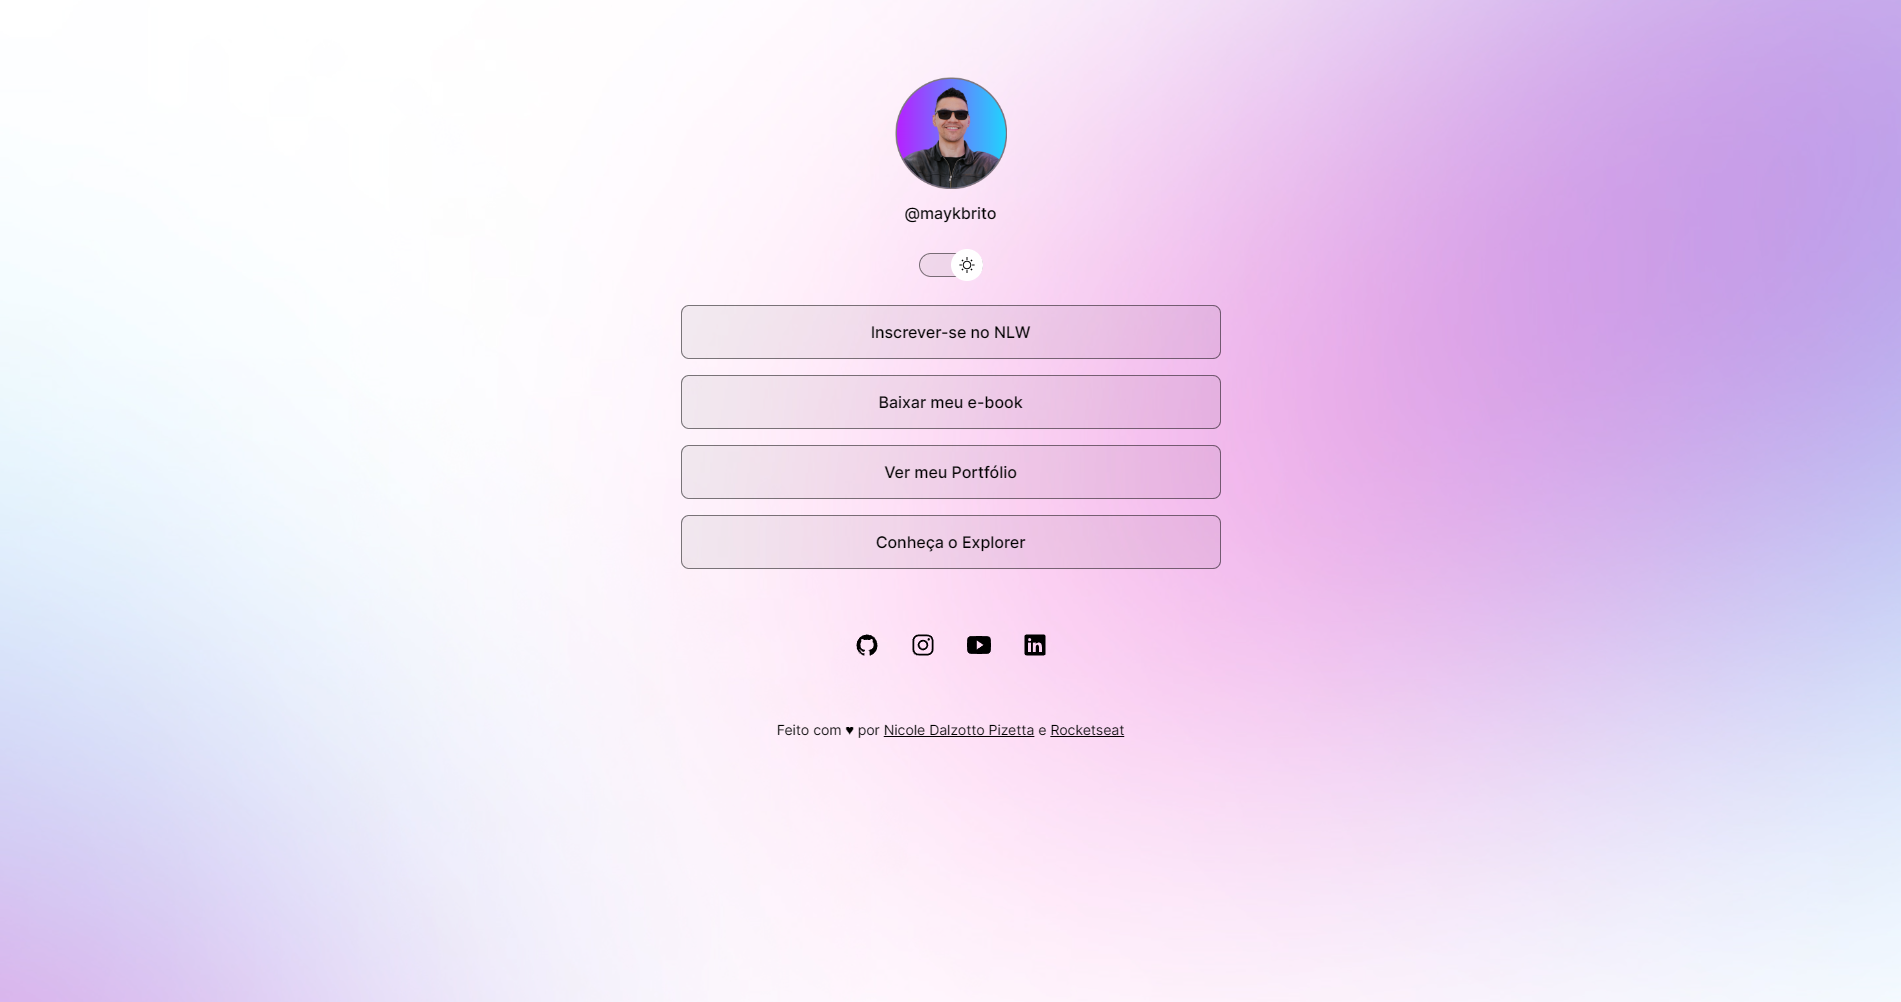 @maykbrito
Inscrever-se no NLW
Baixar meu e-book
Ver meu Portfólio
Conheça o Explorer
Feito com ♥ por Nicole Dalzotto Pizetta e Rocketseat